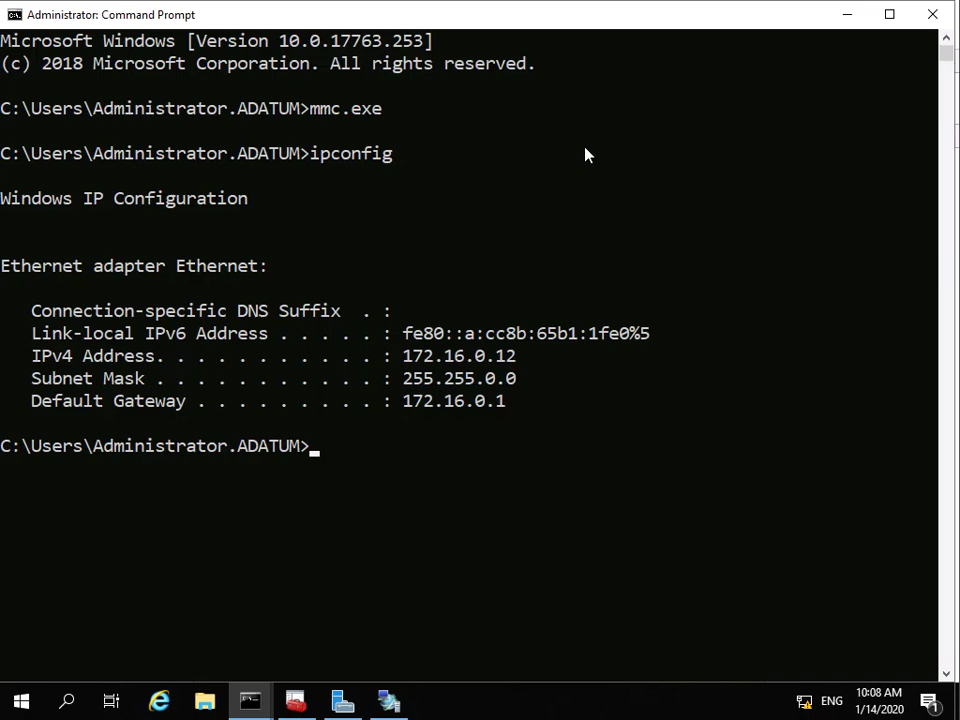 Administrator: Command Prompt
Microsoft Windows [Version 10.0.17763.253]
(c) 2018 Microsoft Corporation. All rights reserved.
C:\Users\Administrator.ADATUM>mmc.exe
C:\Users\Administrator.ADATUM>ipconfig
Windows IP Configuration
Ethernet adapter Ethernet:
Connection-specific DNS Suffix . :
Link-local IPv6 Address . . . . . : fe80::a:cc8b:65b1:1fe0%5
IPv4 Address. . . . . . . . . . . : 172.16.0.12
Subnet Mask . . . . . . . . . . . : 255.255.0.0
Default Gateway . . . . . . . . . : 172.16.0.1
C:\Users\Administrator.ADATUM>
ENG
10:08 AM
1/14/2020
1